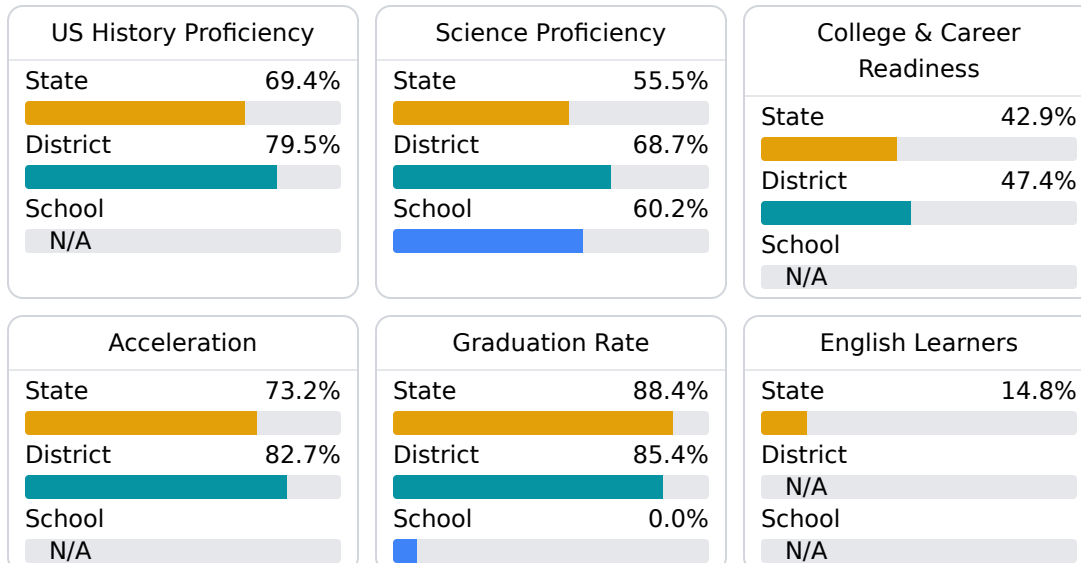 US History Proficiency
State 69.4%
District 79.5%
School
N/A
Science Proficiency
State 55.5%
District 68.7%
School 60.2%
College & Career
Readiness
State 42.9%
District 47.4%
School
N/A
Acceleration
State 73.2%
District 82.7%
School
N/A
Graduation Rate
State 88.4%
District 85.4%
School 0.0%
English Learners
State 14.8%
District
N/A
School
N/A